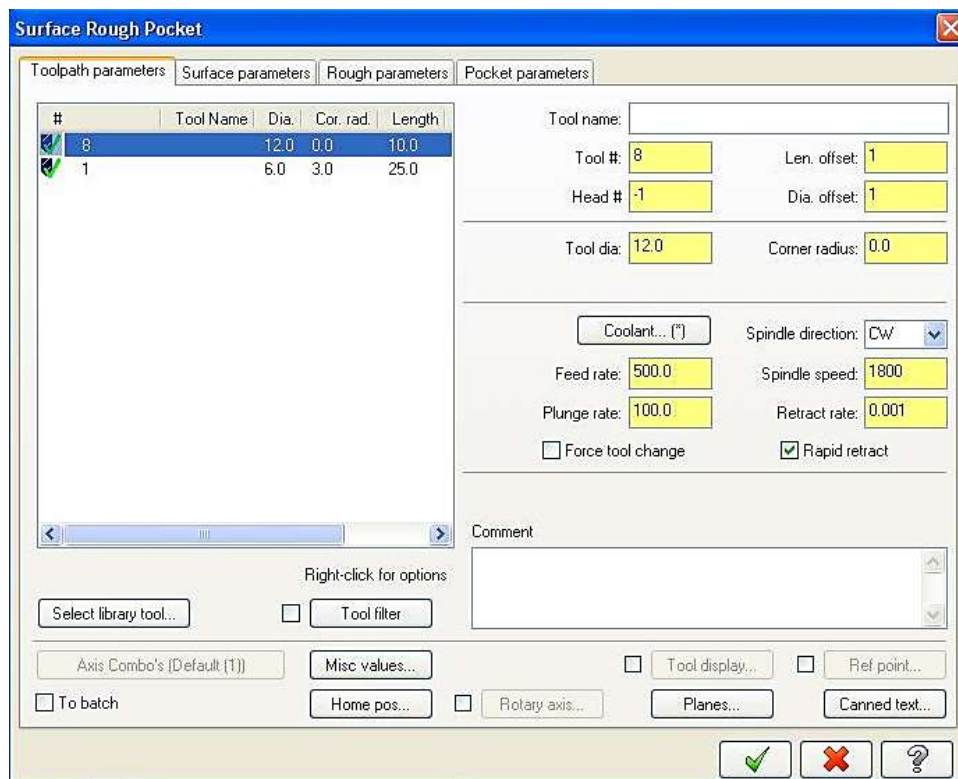 Surface Rough Pocket
Toolpath parameters Surface parameters Rough parameters Pocket parameters
# Tool Name Dia. Cor. rad. Length
8 12.0 0.0 10.0
1 6.0 3.0 25.0
Tool name:
Tool #: 8 Len. offset: 1
Head # -1 Dia. offset: 1
Tool dia: 12.0 Corner radius: 0.0
Coolant... (*) Spindle direction: CW
Feed rate: 500.0 Spindle speed: 1800
Plunge rate: 100.0 Retract rate: 0.001
Force tool change Rapid retract
Comment
Right-click for options
Select library tool... Tool filter
Axis Combo's (Default (1)) Misc values... Tool display... Ref point...
To batch Home pos... Rotary axis... Planes... Canned text...